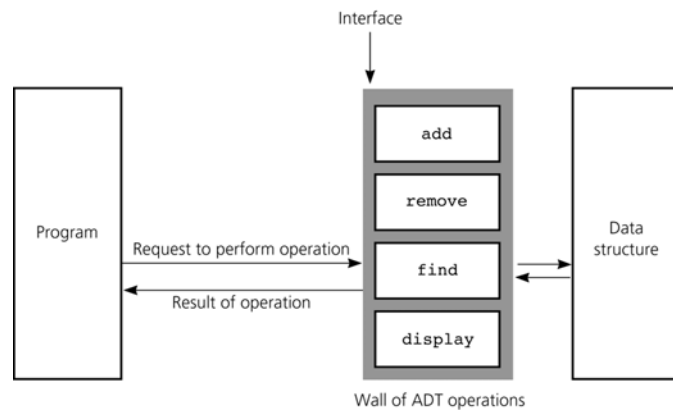 Interface
add
remove
Program
Data
structure
Request to perform operation
find
Result of operation
display
Wall of ADT operations